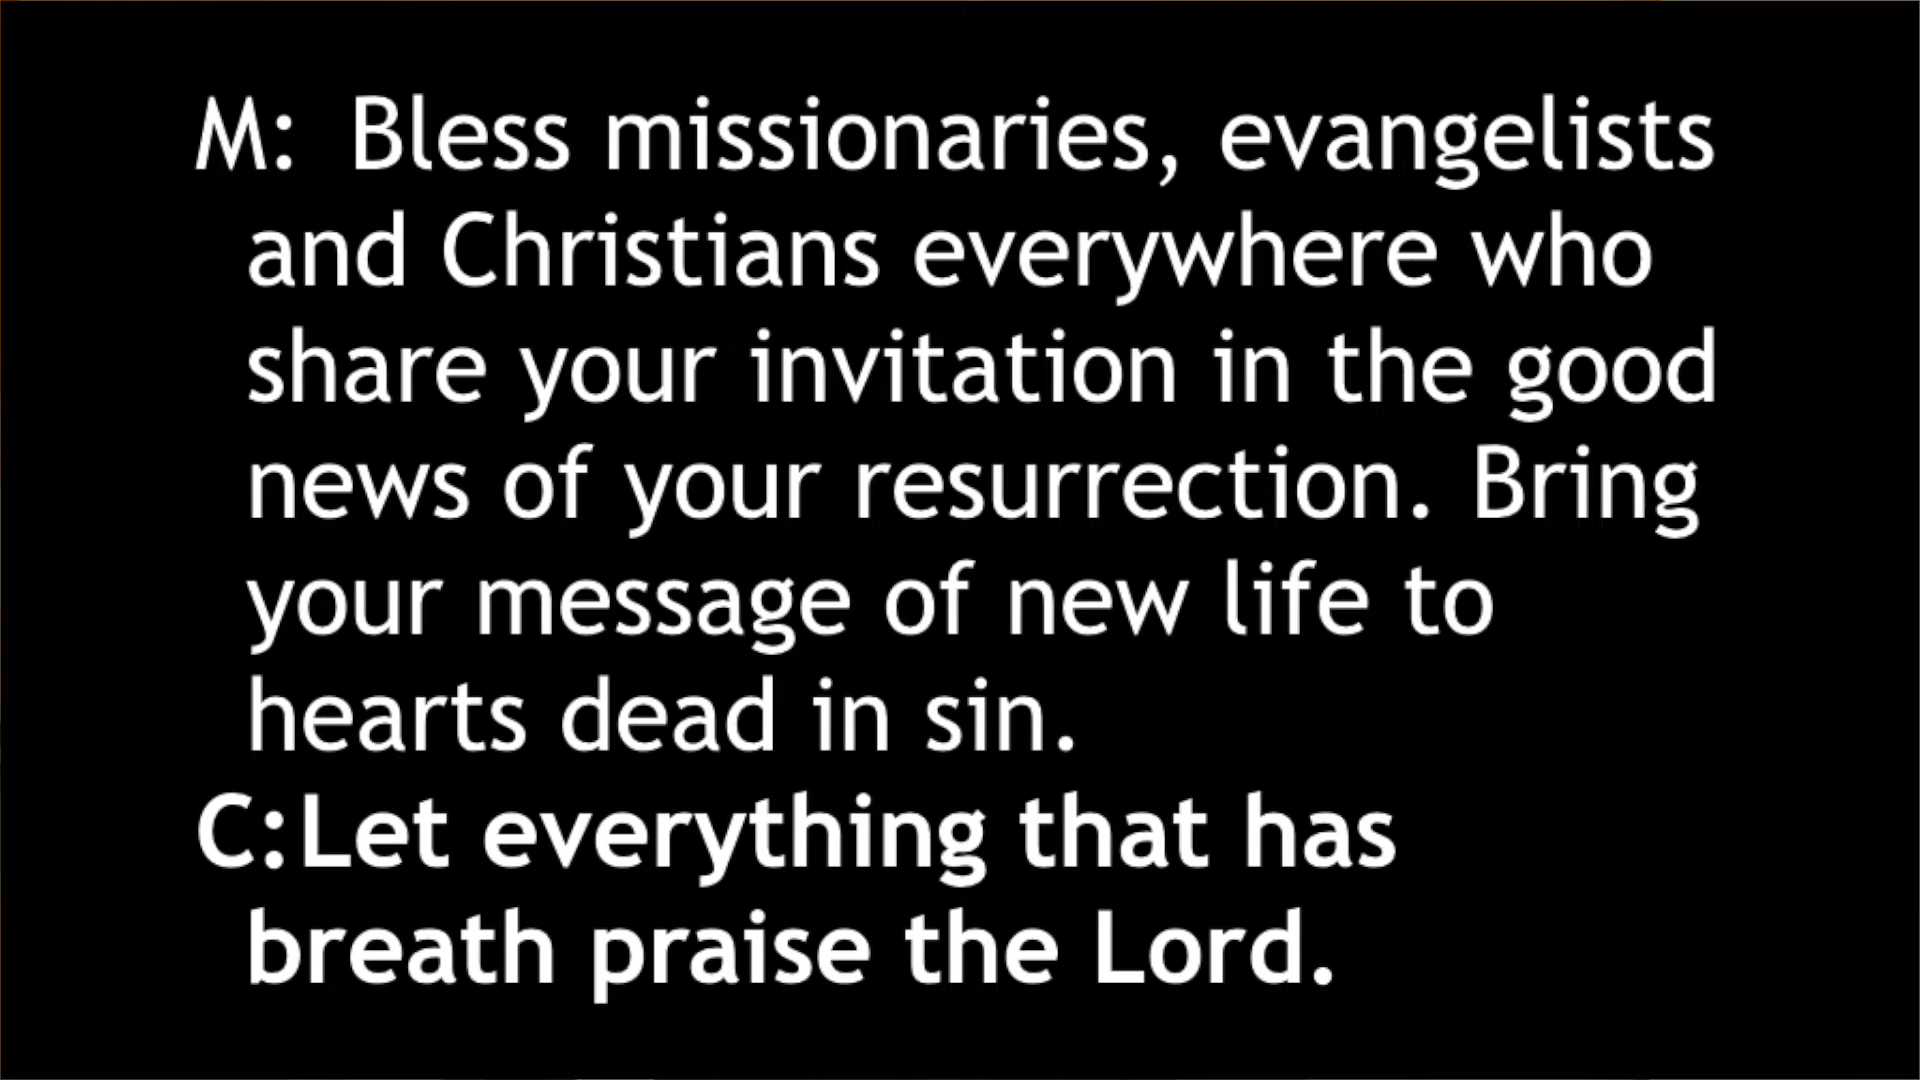 M: Bless missionaries, evangelists
and Christians everywhere who
share your invitation in the good
news of your resurrection. Bring
your message of new life to
hearts dead in sin.
C: Let everything that has
breath praise the Lord.